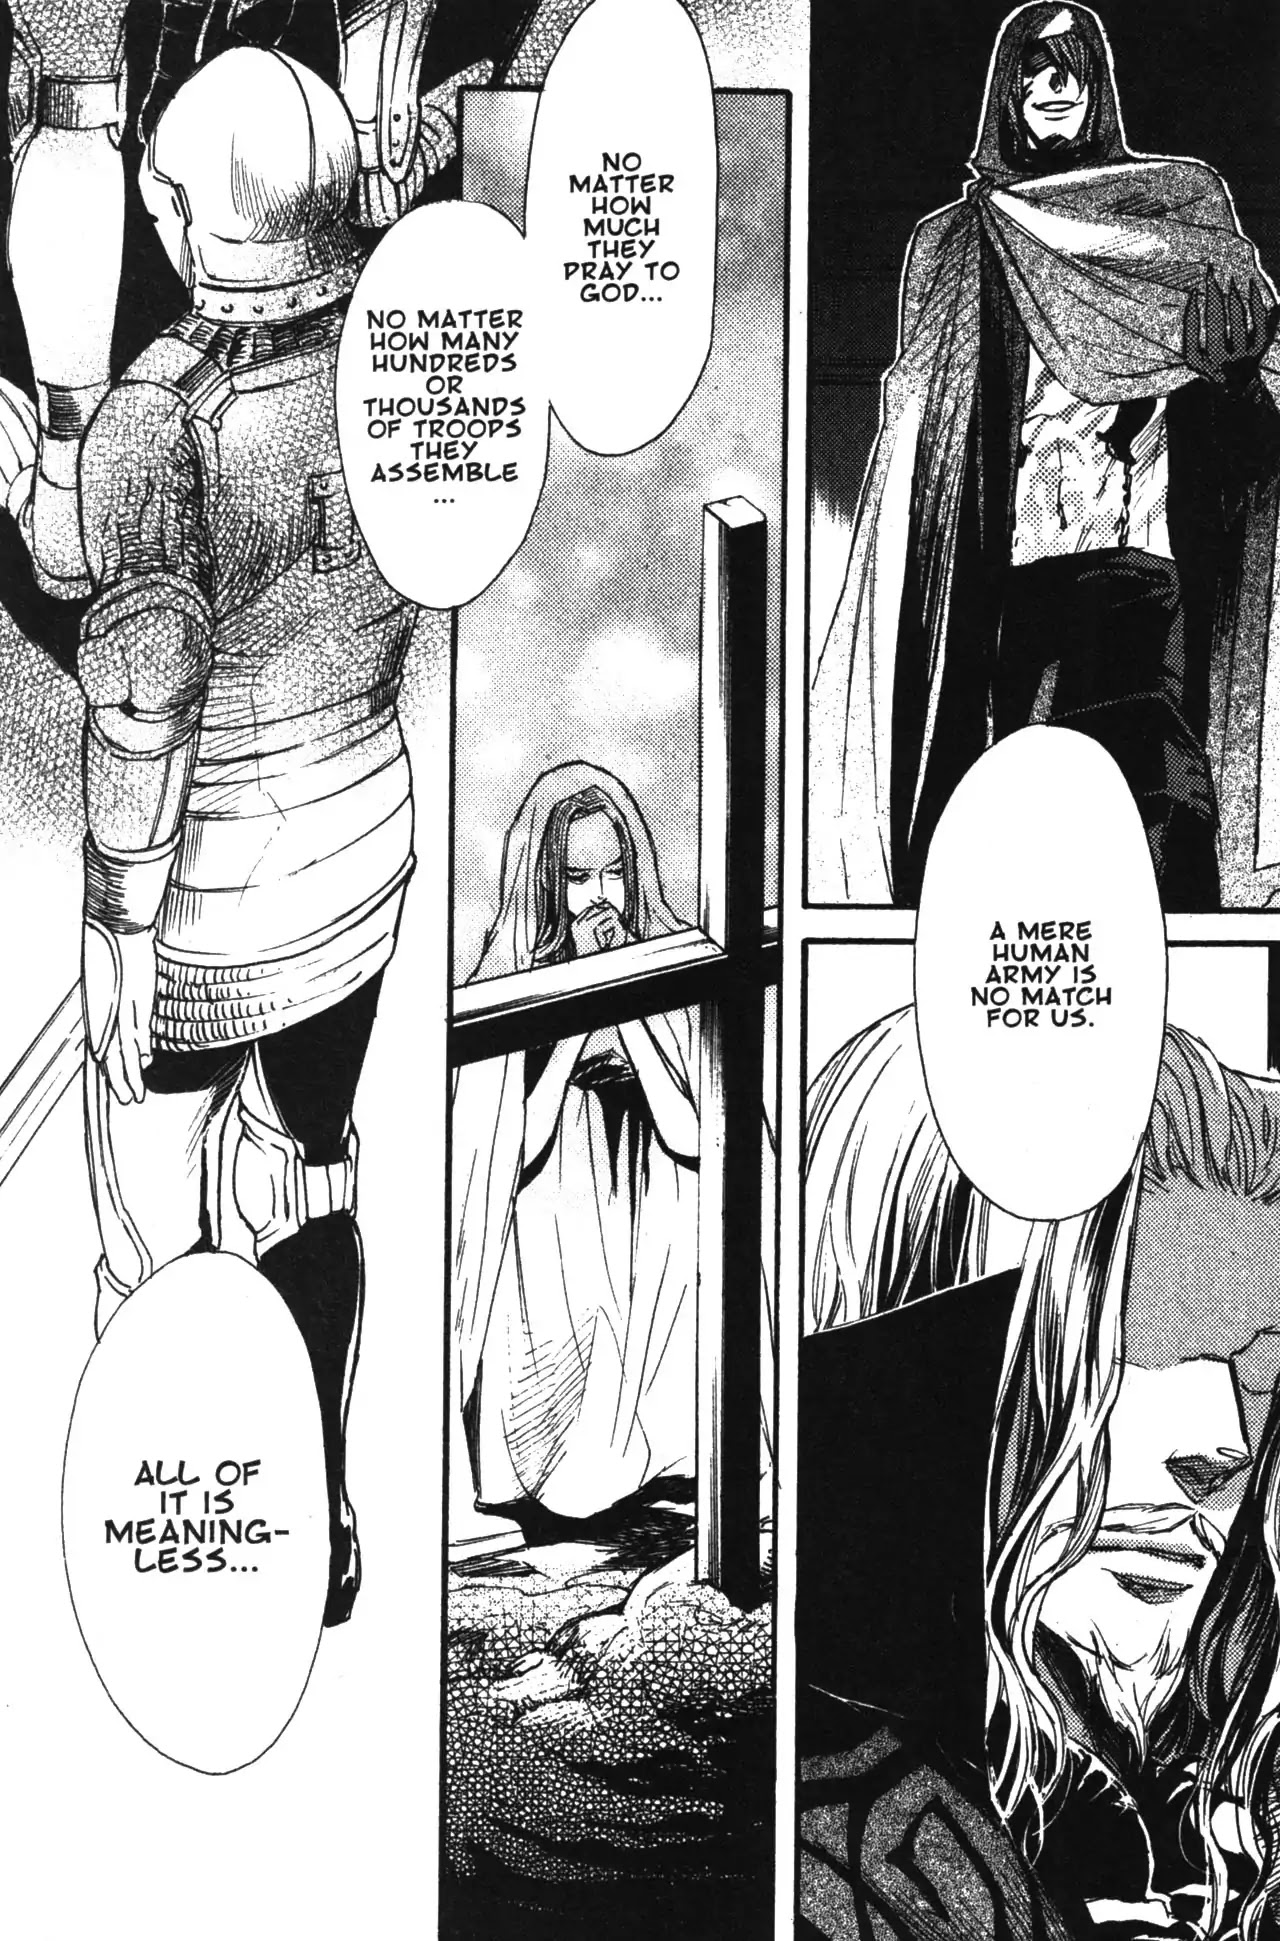 A MERE
HUMAN
ARMY IS
NO MATCH
FOR US.
NO
MATTER
HOW
MUCH
THEY
PRAY TO
GOD...
NO MATTER
HOW MANY
HUNDREDS
OR
THOUSANDS
OF TROOPS
THEY
ASSEMBLE
...
ALL OF
IT IS
MEANING-
LESS...